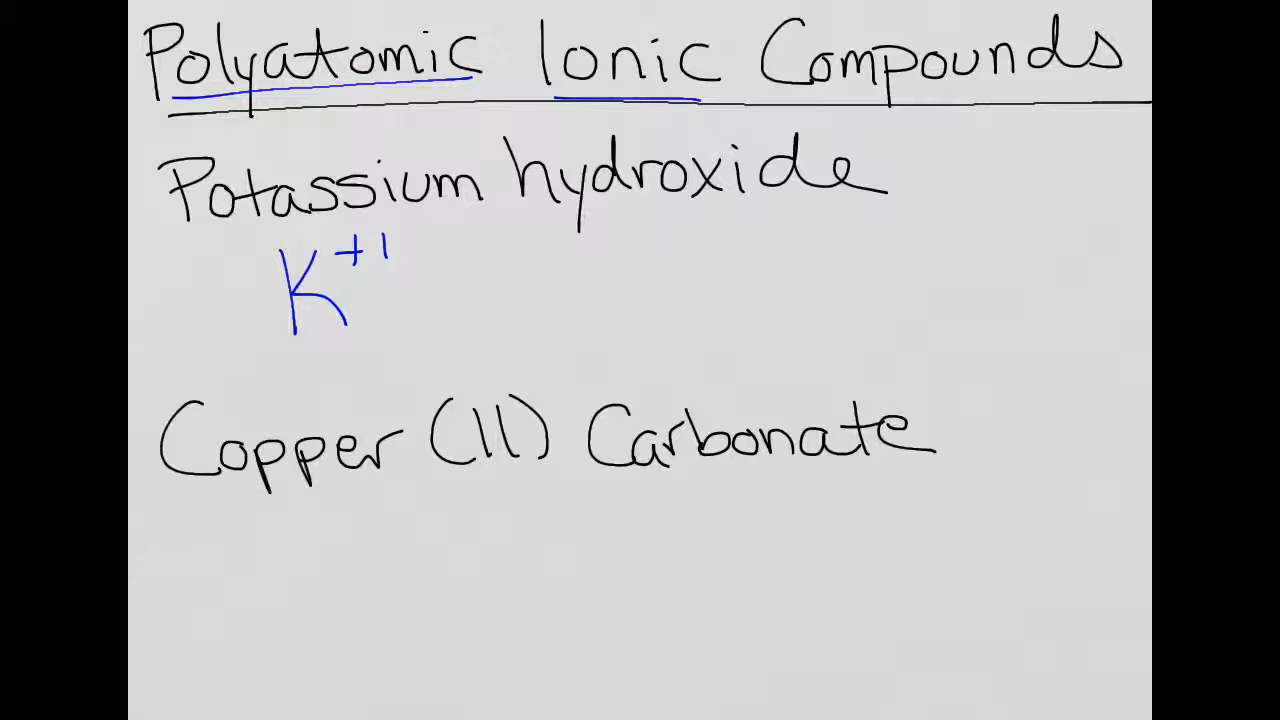 Polyatomic Ionic Compounds
Potassium hydroxide
K+1
Copper (II) Carbonate